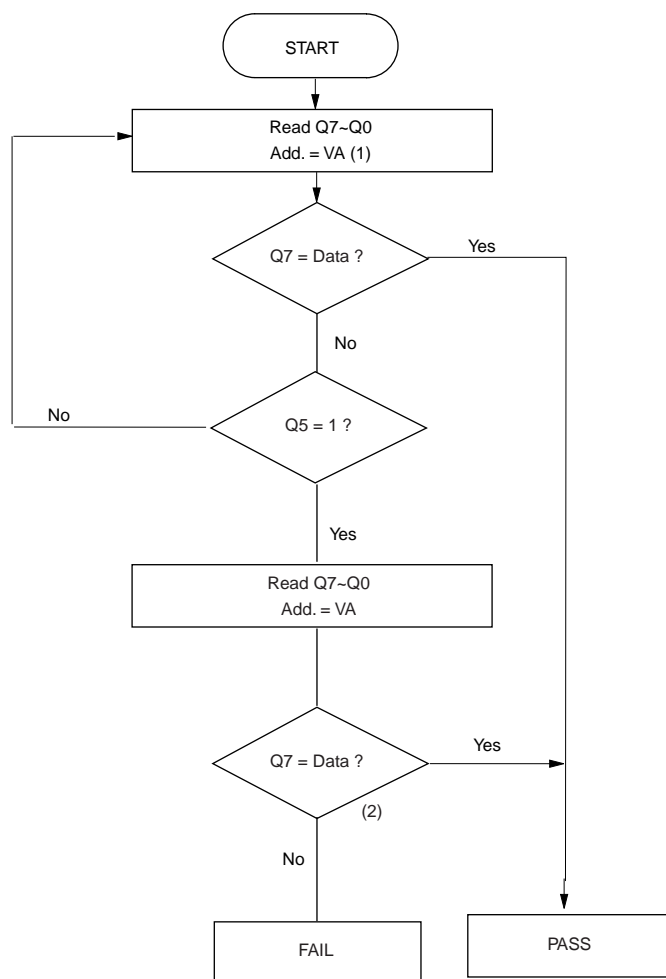 START
Read Q7~Q0
Add. = VA (1)
Q7 = Data ?
Yes
No
Q5 = 1 ?
No
Yes
Read Q7~Q0
Add. = VA
Q7 = Data ?
Yes
(2)
No
FAIL
PASS